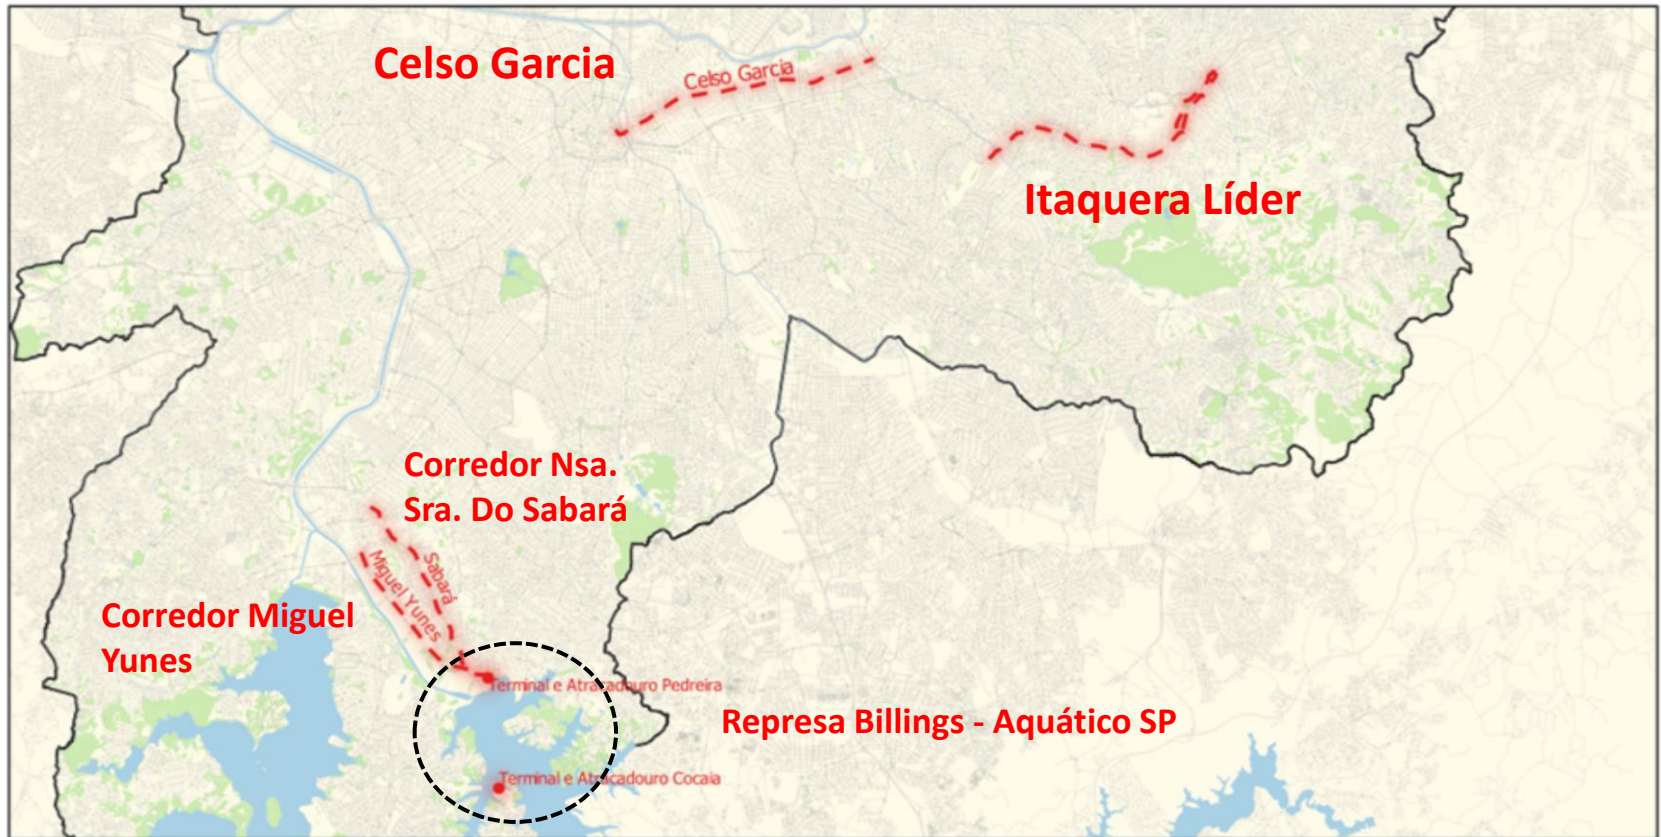 Celso Garcia
Celso Garcia
Itaquera Líder
Corredor Nsa.
Sra. Do Sabará
Sabará
Miguel Yunes
Corredor Miguel
Yunes
Terminal e Atracadouro Pedreira
Represa Billings - Aquático SP
Terminal e Atracadouro Cocaia